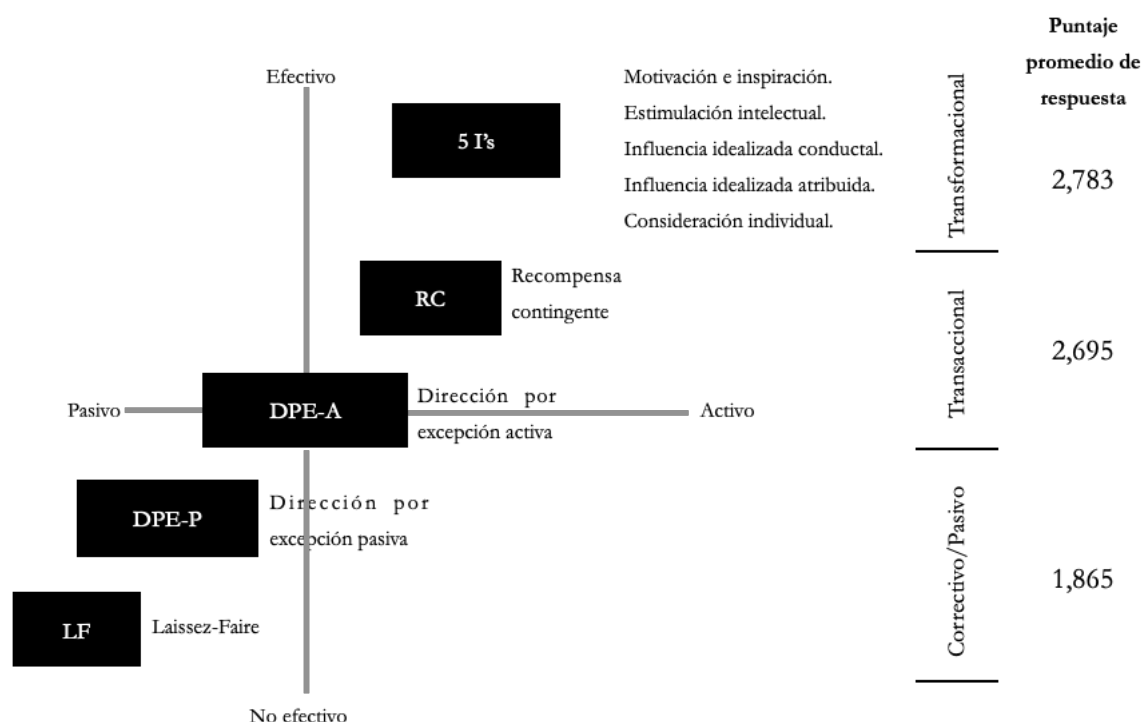 Puntaje
promedio de
respuesta
Efectivo
5 I's
Motivación e inspiración.
Estimulación intelectual.
Influencia idealizada conductal.
Influencia idealizada atribuida.
Consideración individual.
Transformacional
2,783
RC
Recompensa
contingente
Transaccional
2,695
Pasivo
DPE-A
Dirección por
excepción activa
Activo
DPE-P
Dirección por
excepción pasiva
Correctivo/Pasivo
1,865
LF
Laissez-Faire
No efectivo